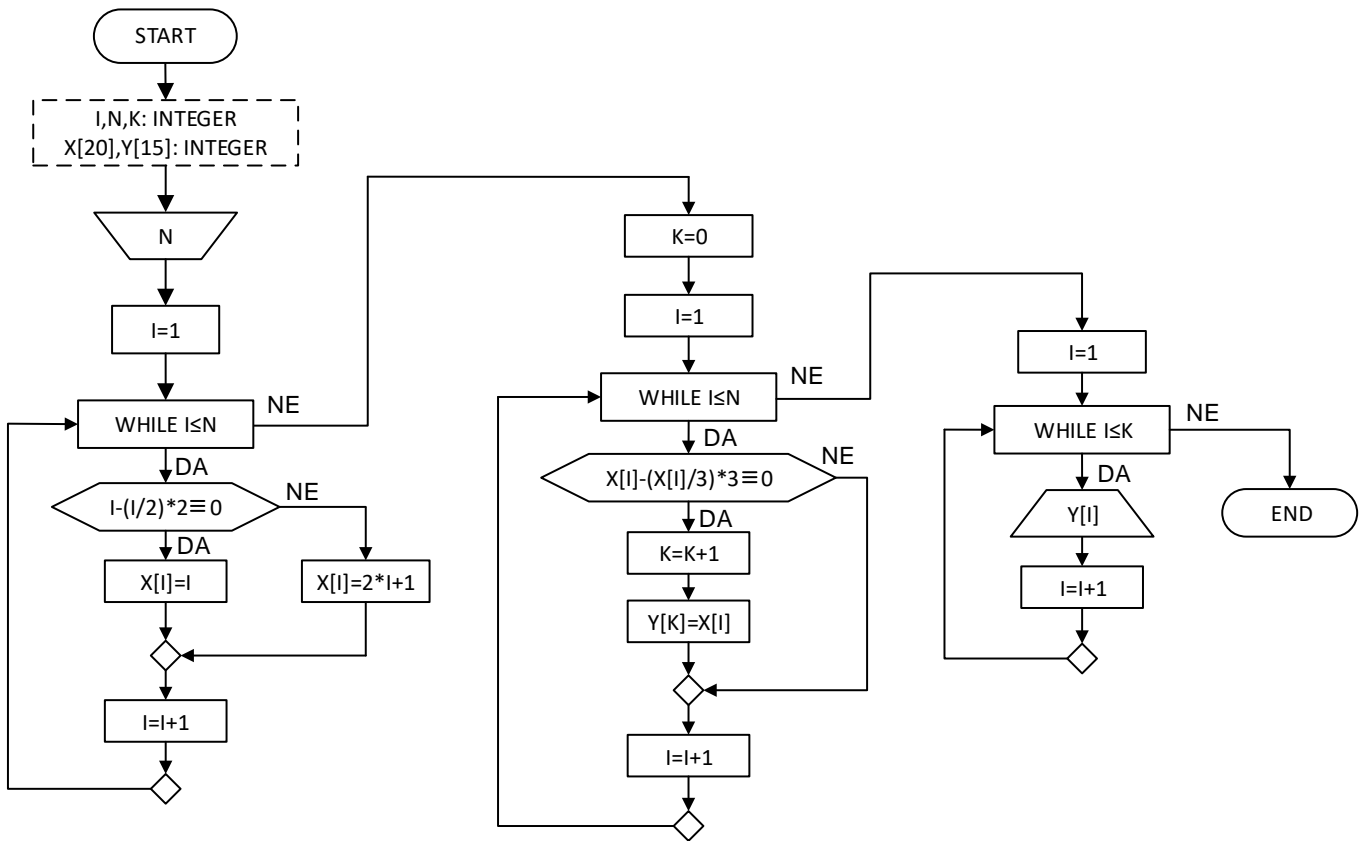 START
I,N,K: INTEGER
X[20],Y[15]: INTEGER
N
I=1
WHILE I≤N
NE
DA
I-(I/2)*2≡0
NE
DA
X[I]=I
X[I]=2*I+1
I=I+1
K=0
I=1
WHILE I≤N
NE
DA
X[I]-(X[I]/3)*3≡0
NE
DA
K=K+1
Y[K]=X[I]
I=I+1
I=1
WHILE I≤K
NE
DA
Y[I]
I=I+1
END